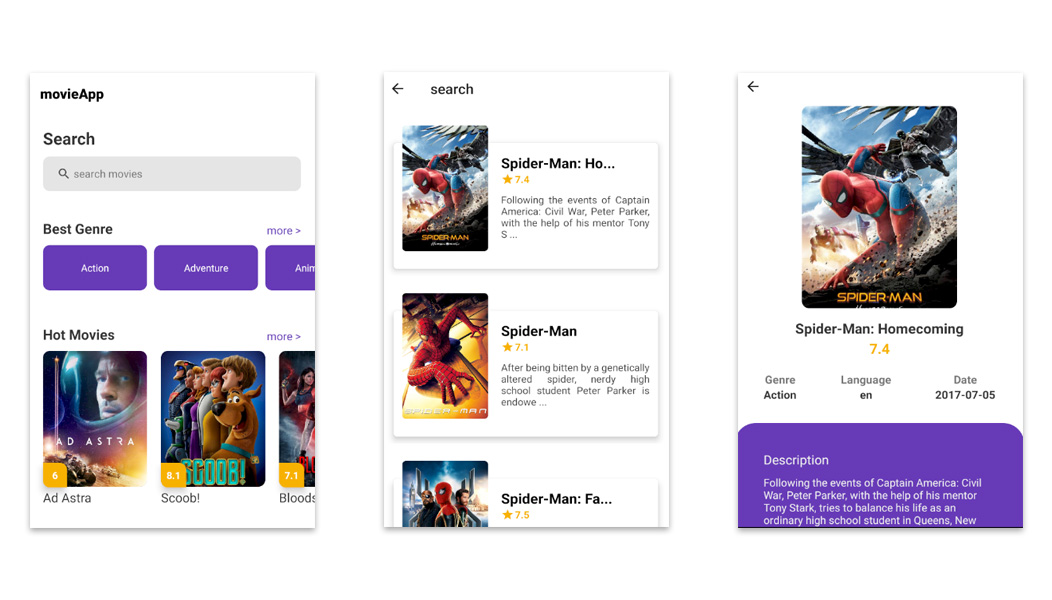 movieApp
Search
search movies
Best Genre
more >
Action
Adventure
Anim
Hot Movies
more >
AD ASTRA
SCOOB!
6
8.1
7.1
Ad Astra
Scoob!
Bloods
search
Spider-Man: Ho...
7.4
Following the events of Captain
America: Civil War, Peter Parker,
with the help of his mentor Tony
S ...
SPIDER-MAN
Spider-Man
7.1
After being bitten by a genetically
altered spider, nerdy high
school student Peter Parker is
endowe ...
SPIDER-MAN
Spider-Man: Fa...
7.5
SPIDER-MAN
Spider-Man: Homecoming
7.4
Genre
Language
Date
Action
en
2017-07-05
Description
Following the events of Captain America: Civil
War, Peter Parker, with the help of his mentor
Tony Stark, tries to balance his life as an
ordinary high school student in Queens, New